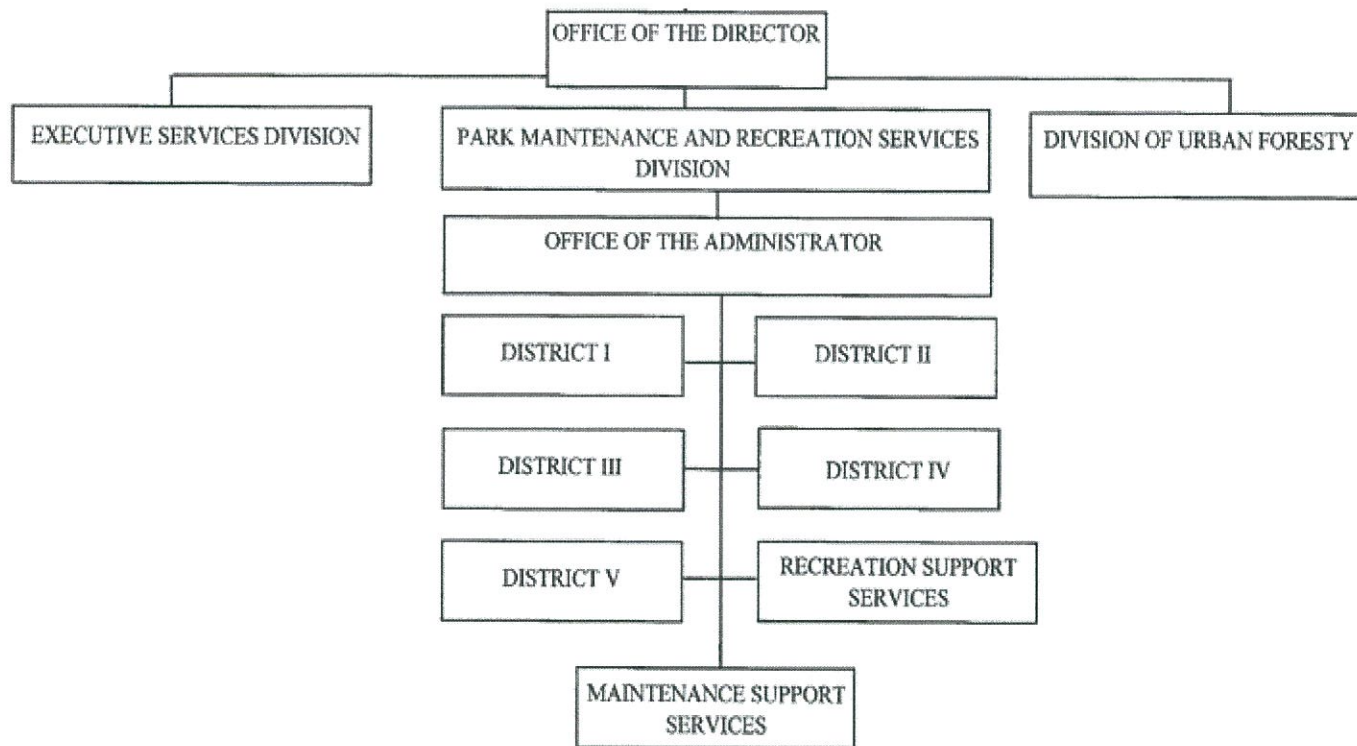 OFFICE OF THE DIRECTOR
EXECUTIVE SERVICES DIVISION
PARK MAINTENANCE AND RECREATION SERVICES
DIVISION
DIVISION OF URBAN FORESTY
OFFICE OF THE ADMINISTRATOR
DISTRICT I
DISTRICT II
DISTRICT III
DISTRICT IV
DISTRICT V
RECREATION SUPPORT
SERVICES
MAINTENANCE SUPPORT
SERVICES